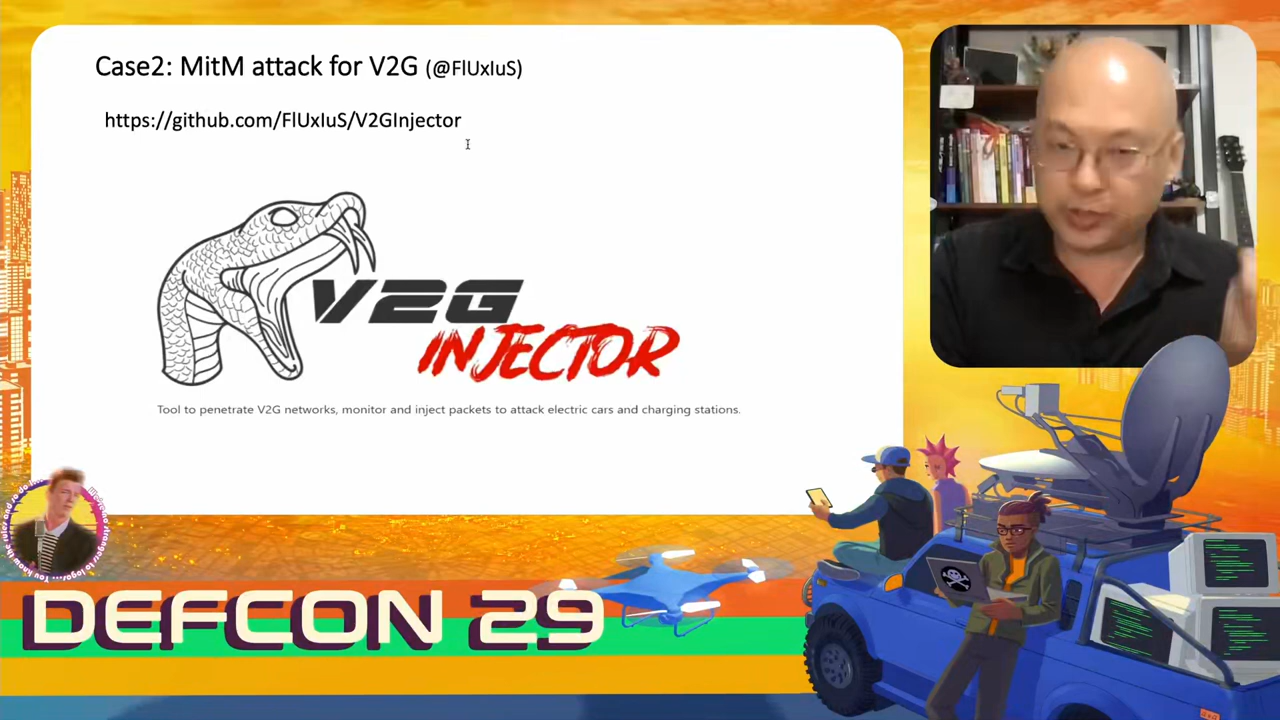 Case2: MitM attack for V2G (@FlUxIuS)
https://github.com/FlUxIuS/V2GInjector
V2G
INJECTOR
Tool to penetrate V2G networks, monitor and inject packets to attack electric cars and charging stations.
DEFCON 29